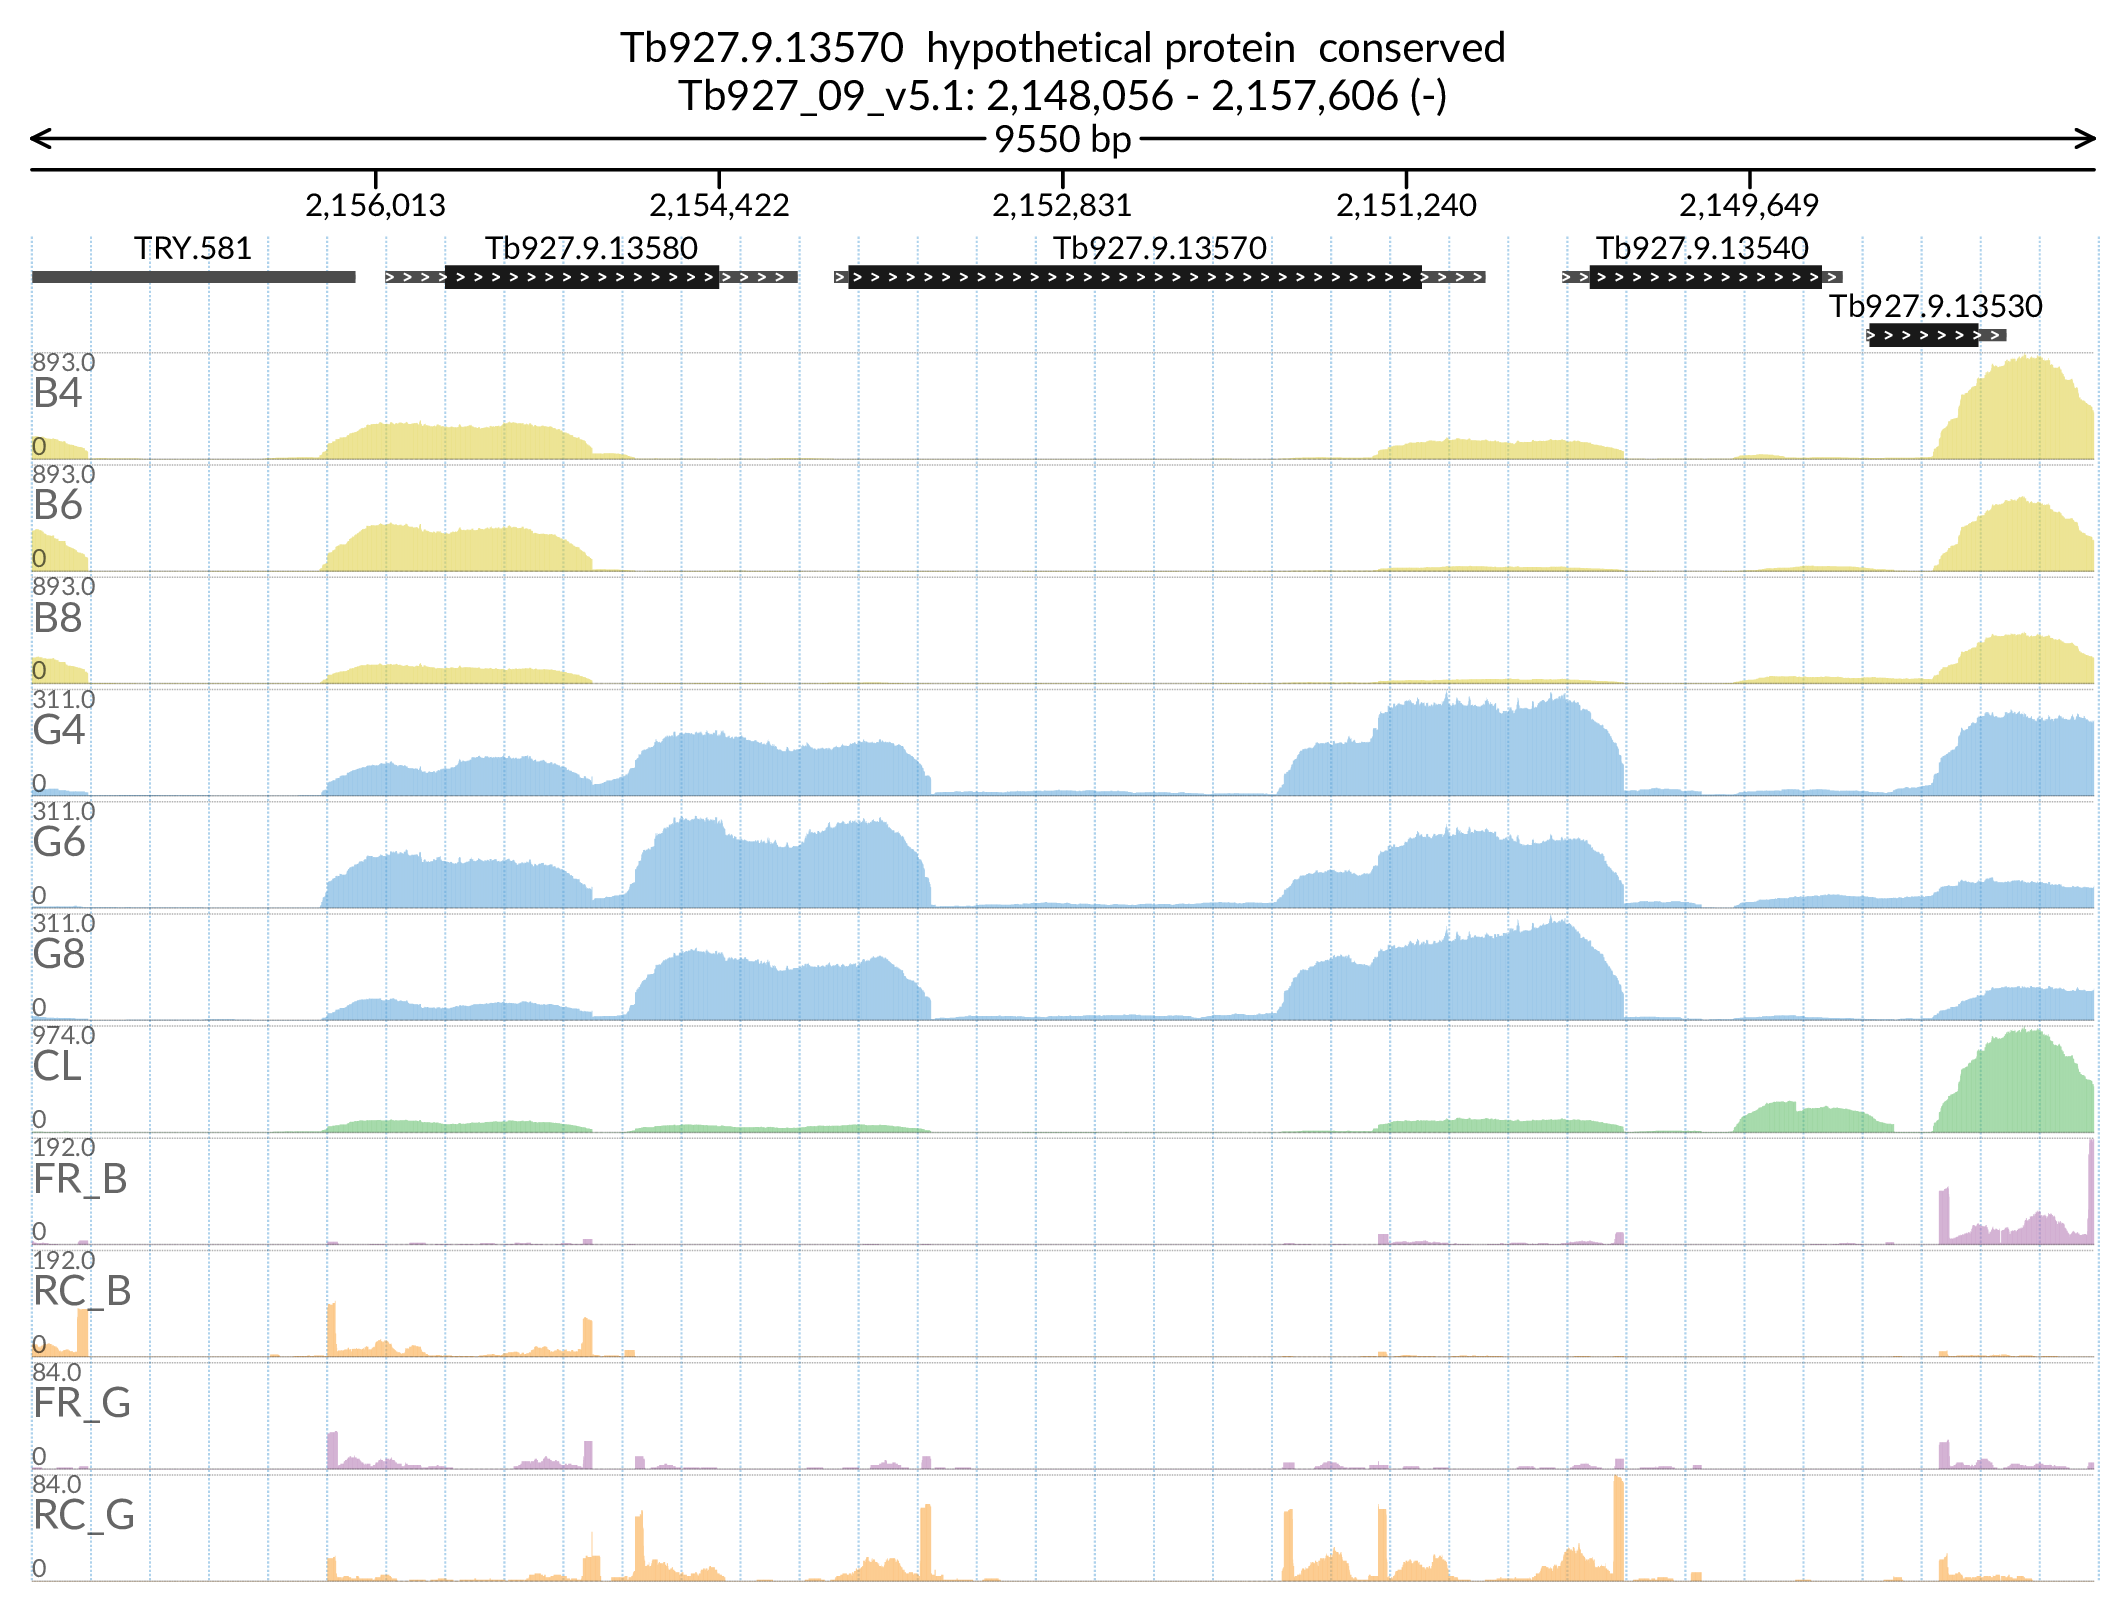 Tb927.9.13570 hypothetical protein conserved
Tb927_09_v5.1: 2,148,056 - 2,157,606 (-)
9550 bp
2,156,013 2,154,422 2,152,831 2,151,240 2,149,649
TRY.581 Tb927.9.13580 Tb927.9.13570 Tb927.9.13540
Tb927.9.13530
893.0
B4
0
893.0
B6
0
893.0
B8
0
311.0
G4
0
311.0
G6
0
311.0
G8
0
974.0
CL
0
192.0
FR_B
0
192.0
RC_B
0
84.0
FR_G
0
84.0
RC_G
0